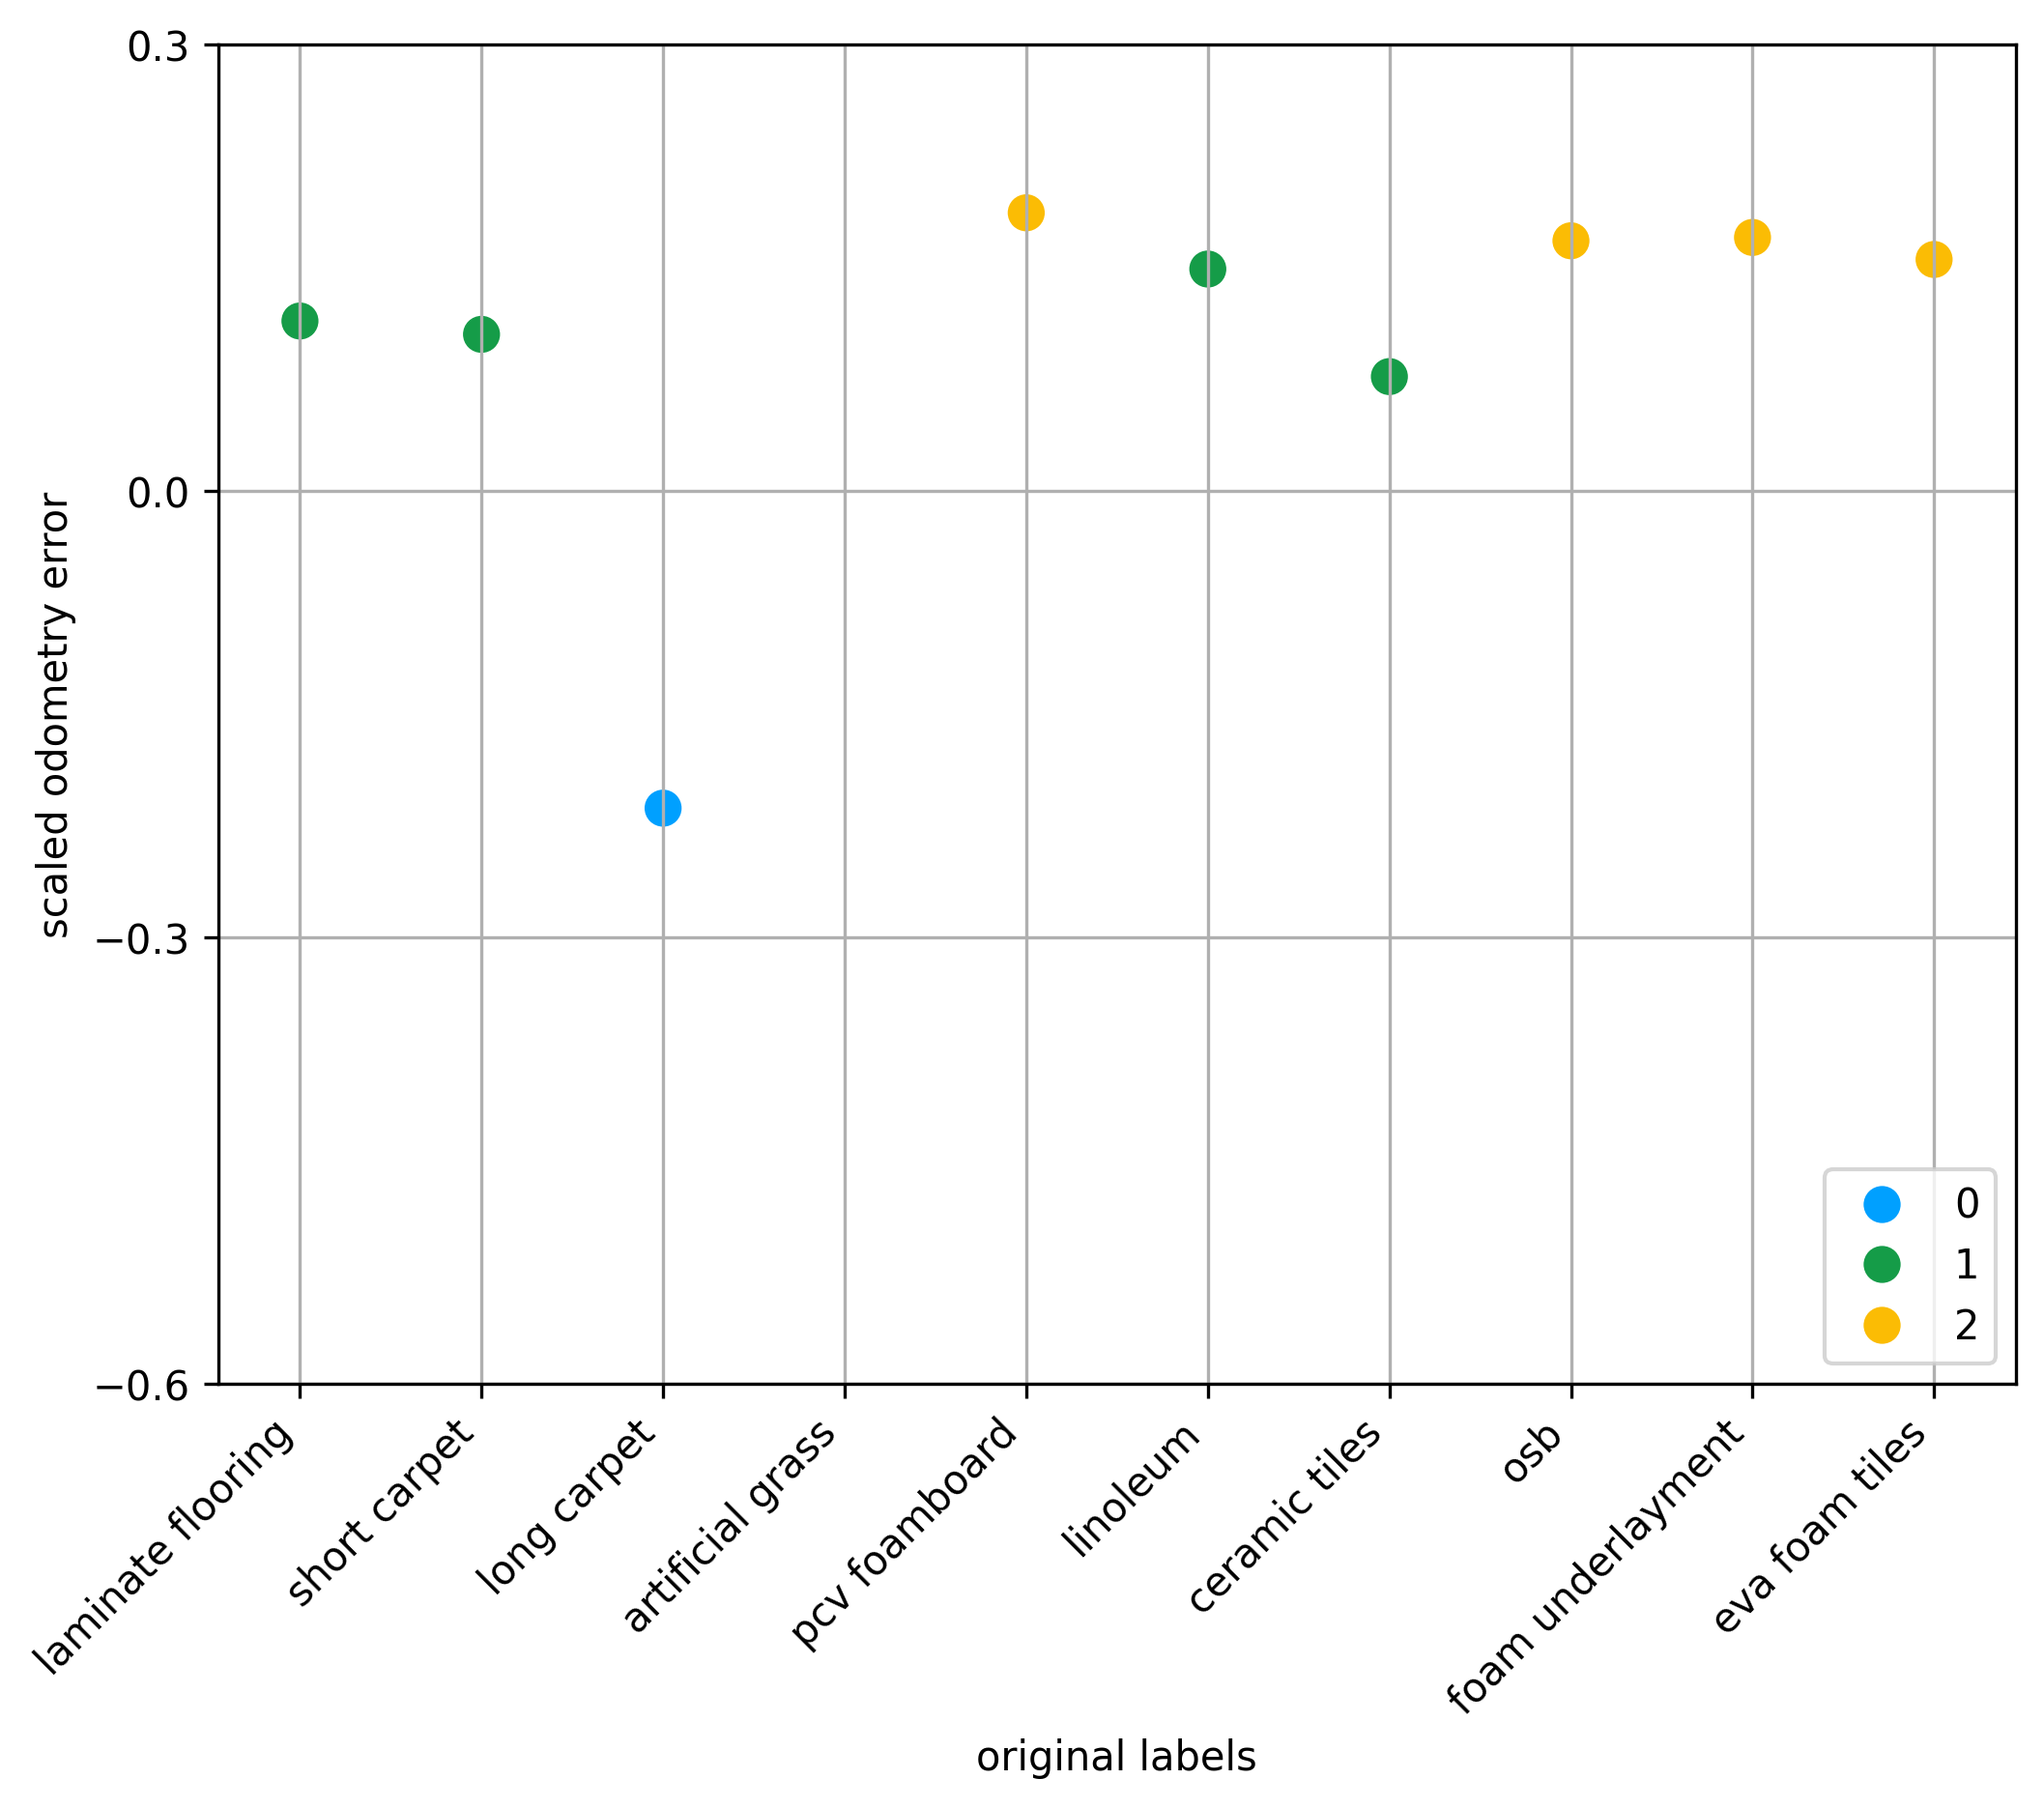 0.3
0.0
−0.3
−0.6
scaled odometry error
0
1
2
laminate flooring
short carpet
long carpet
artificial grass
pcv foamboard
linoleum
ceramic tiles
osb
foam underlayment
eva foam tiles
original labels